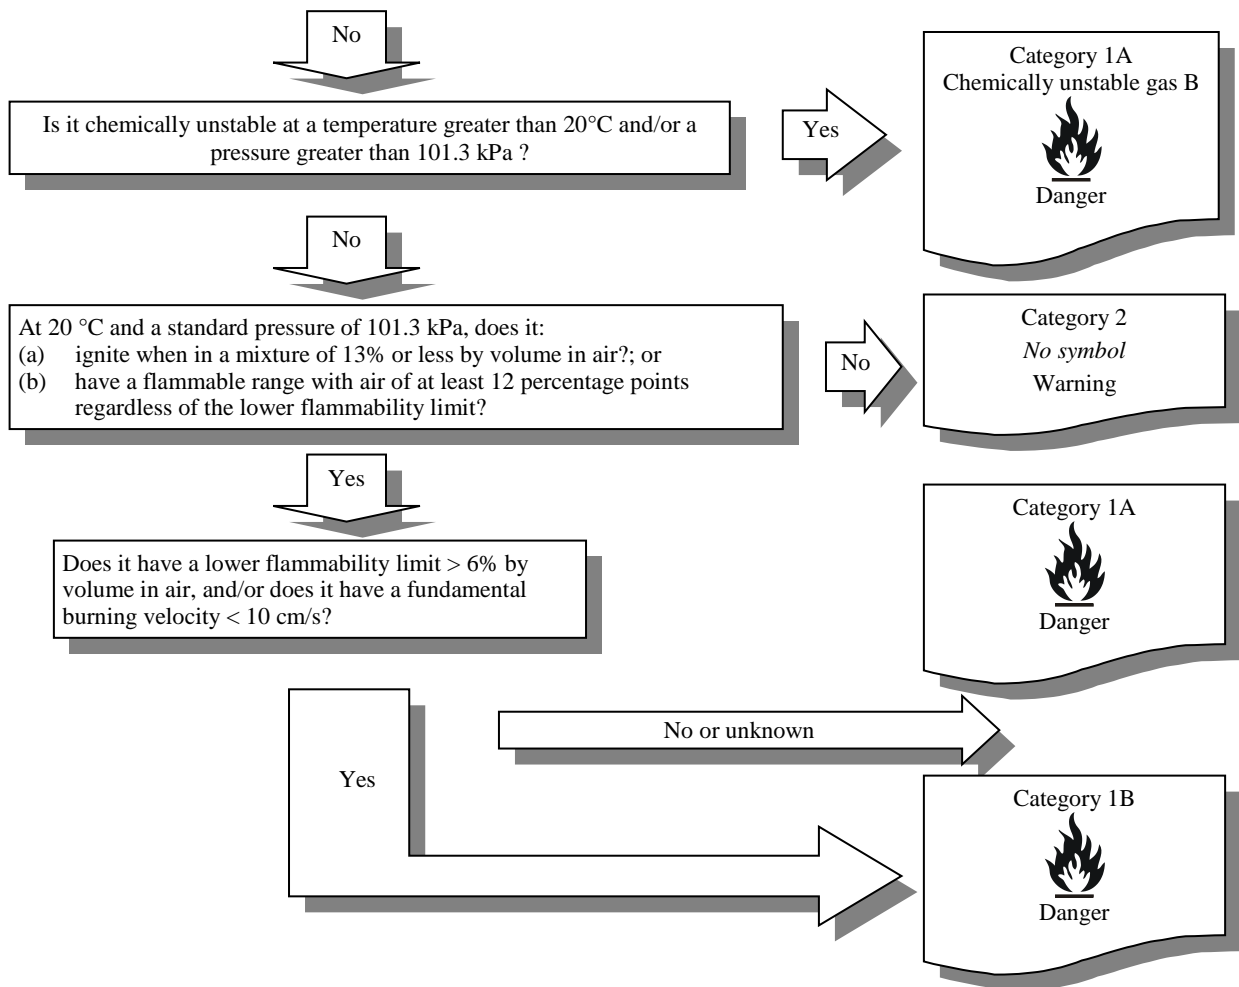 No
Category 1A
Chemically unstable gas B
Danger
Is it chemically unstable at a temperature greater than 20°C and/or a
pressure greater than 101.3 kPa ?
Yes
No
At 20 °C and a standard pressure of 101.3 kPa, does it:
(a) ignite when in a mixture of 13% or less by volume in air?; or
(b) have a flammable range with air of at least 12 percentage points
regardless of the lower flammability limit?
No
Category 2
No symbol
Warning
Yes
Does it have a lower flammability limit > 6% by
volume in air, and/or does it have a fundamental
burning velocity < 10 cm/s?
Category 1A
Danger
No or unknown
Yes
Category 1B
Danger